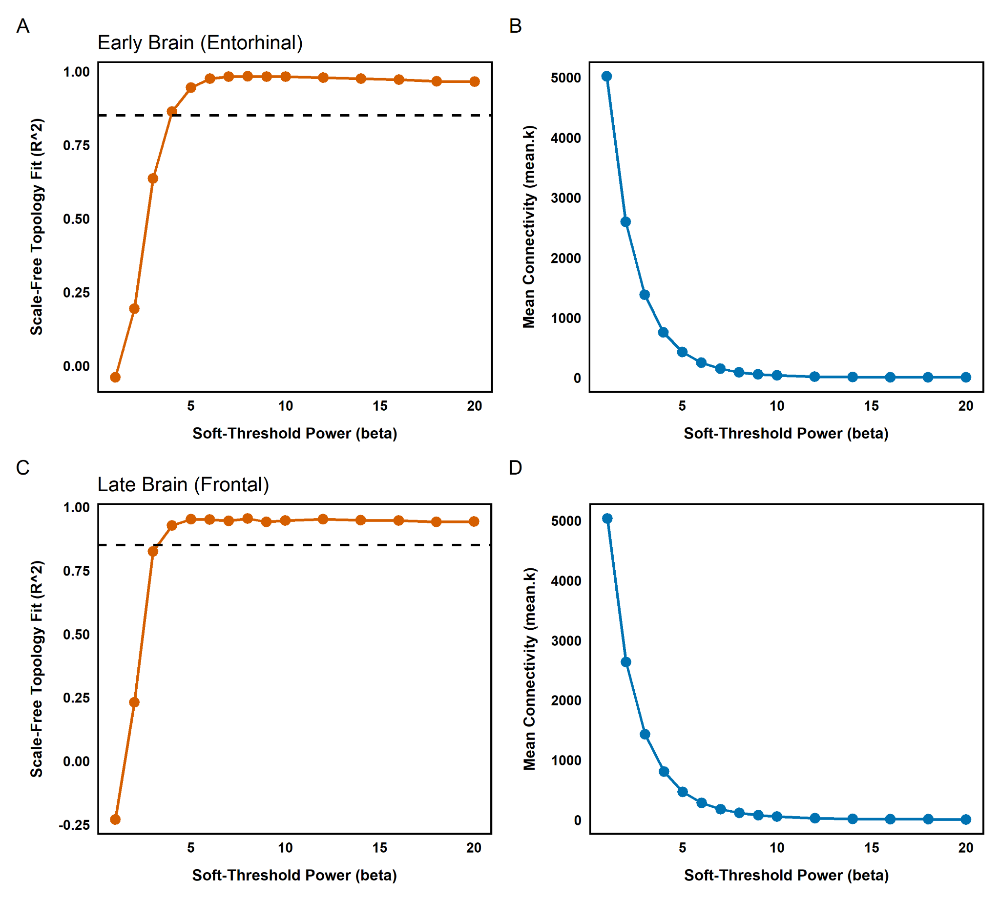 A
Early Brain (Entorhinal)
Scale-Free Topology Fit (R^2)
1.00
0.75
0.50
0.25
0.00
5 10 15 20
Soft-Threshold Power (beta)
B
Mean Connectivity (mean.k)
5000
4000
3000
2000
1000
0
5 10 15 20
Soft-Threshold Power (beta)
C
Late Brain (Frontal)
Scale-Free Topology Fit (R^2)
1.00
0.75
0.50
0.25
0.00
-0.25
5 10 15 20
Soft-Threshold Power (beta)
D
Mean Connectivity (mean.k)
5000
4000
3000
2000
1000
0
5 10 15 20
Soft-Threshold Power (beta)